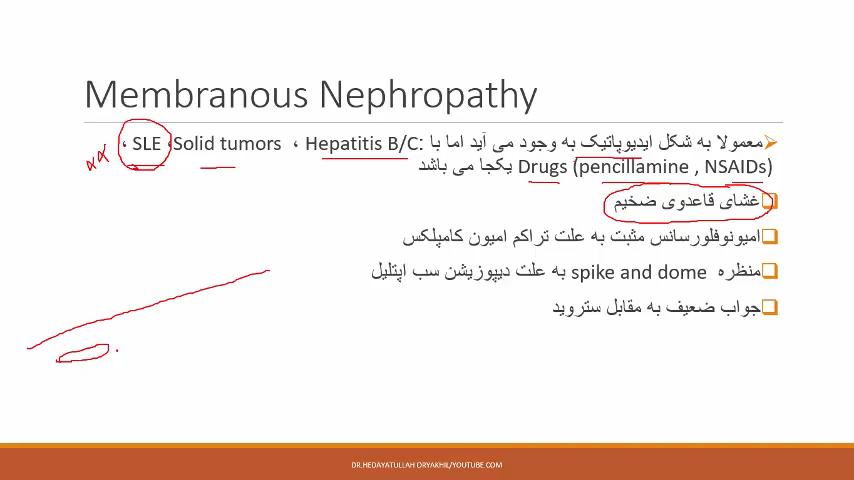 Membranous Nephropathy
معمولا به شکل ایدیوپاتیک به وجود می آید اما با :Hepatitis B/C ، Solid tumors، SLE ،
Drugs (pencillamine , NSAIDs) یکجا می باشد
غشای قاعدوی ضخیم
امیونوفلورسانس مثبت به علت تراکم امیون کامپلکس
منظره spike and dome به علت دیپوزیشن سب اپتلیل
جواب ضعیف به مقابل ستروید
DR.HEDAYATULLAH ORYAKHIL/YOUTUBE.COM